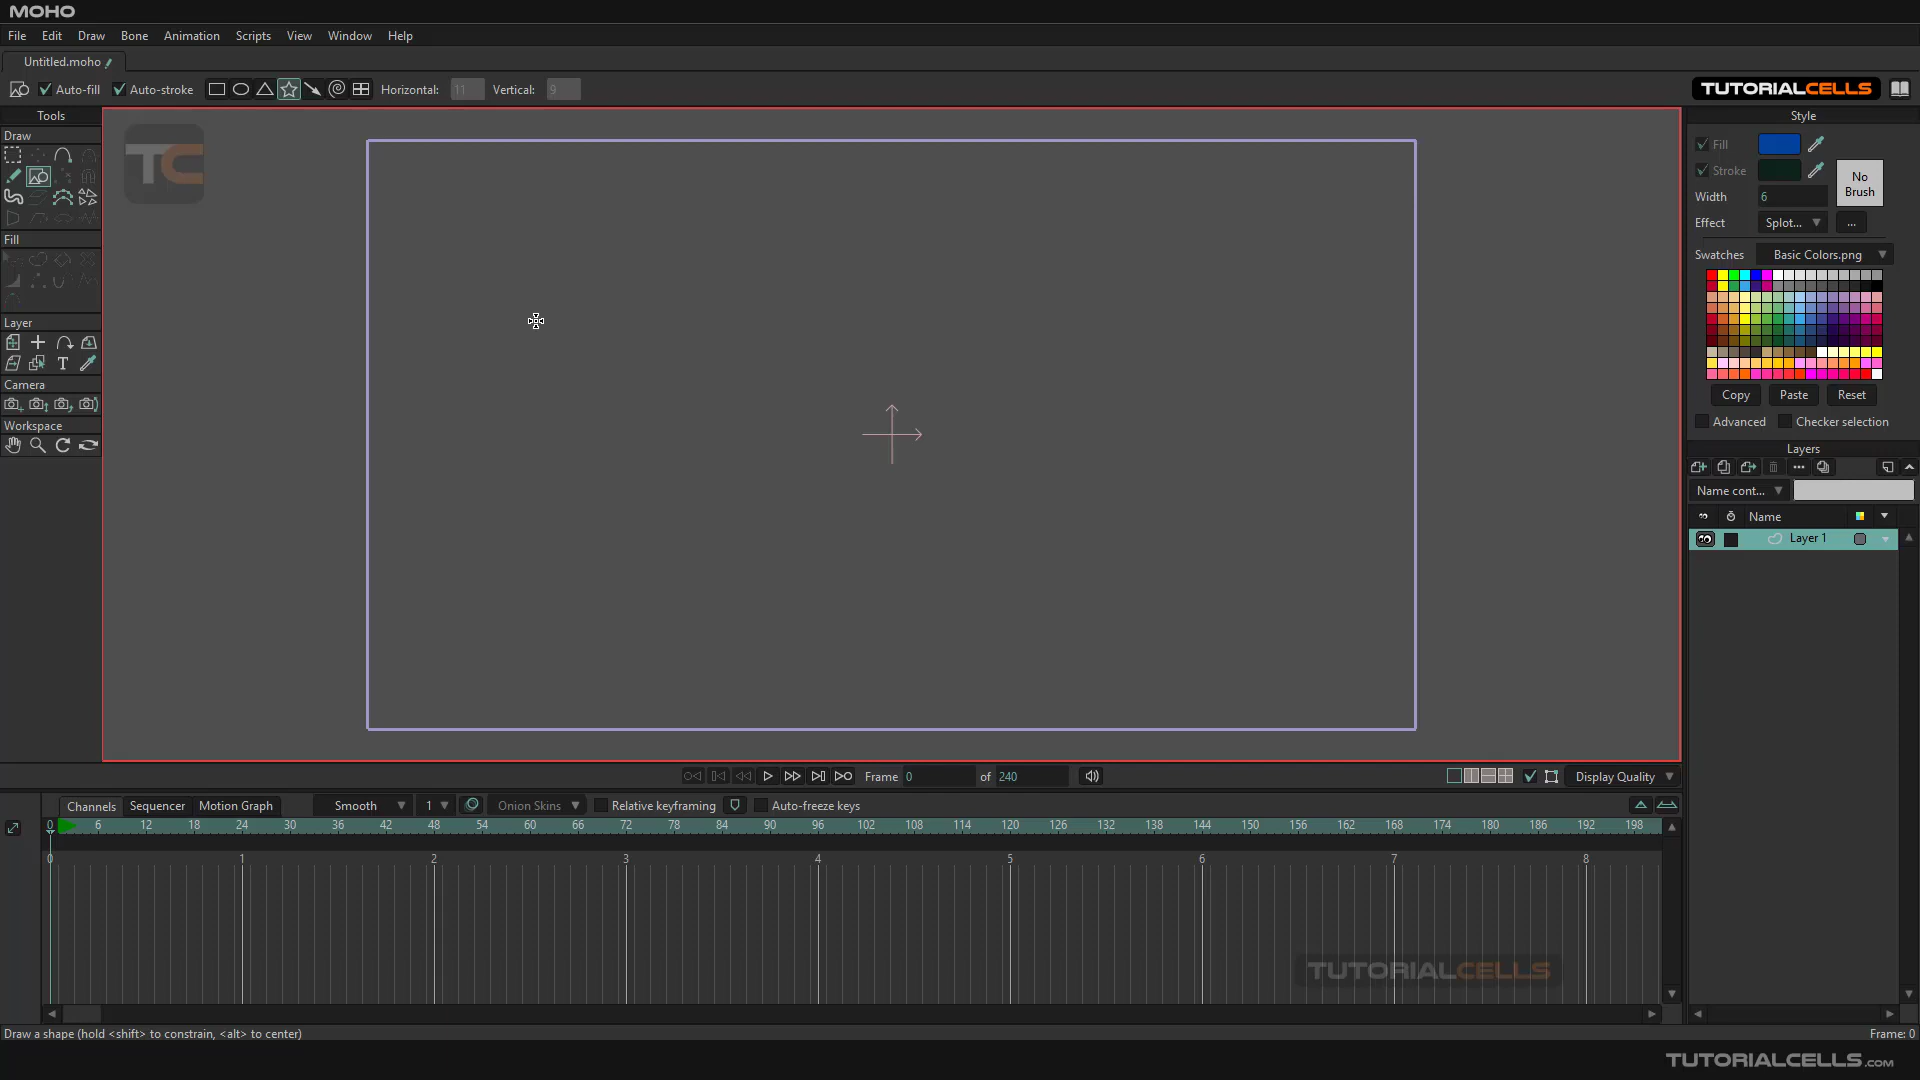 MOHO
File Edit Draw Bone Animation Scripts View Window Help
Untitled.moho
Auto-fill Auto-stroke Horizontal: 11 Vertical: 9
TUTORIALCELLS
Tools
Draw
Fill
Layer
T
Camera
Workspace
TC
Style
Fill
Stroke
No Brush
Width 6
Effect Splot... ...
Swatches Basic Colors.png
Copy Paste Reset
Advanced Checker selection
Layers
Name cont...
Name
Layer 1
Frame 0 of 240
Display Quality
Channels Sequencer Motion Graph Smooth 1 Onion Skins Relative keyframing Auto-freeze keys
0 6 12 18 24 30 36 42 48 54 60 66 72 78 84 90 96 102 108 114 120 126 132 138 144 150 156 162 168 174 180 186 192 198
0 1 2 3 4 5 6 7 8
TUTORIALCELLS
Draw a shape (hold <shift> to constrain, <alt> to center)
Frame: 0
TUTORIALCELLS.COM